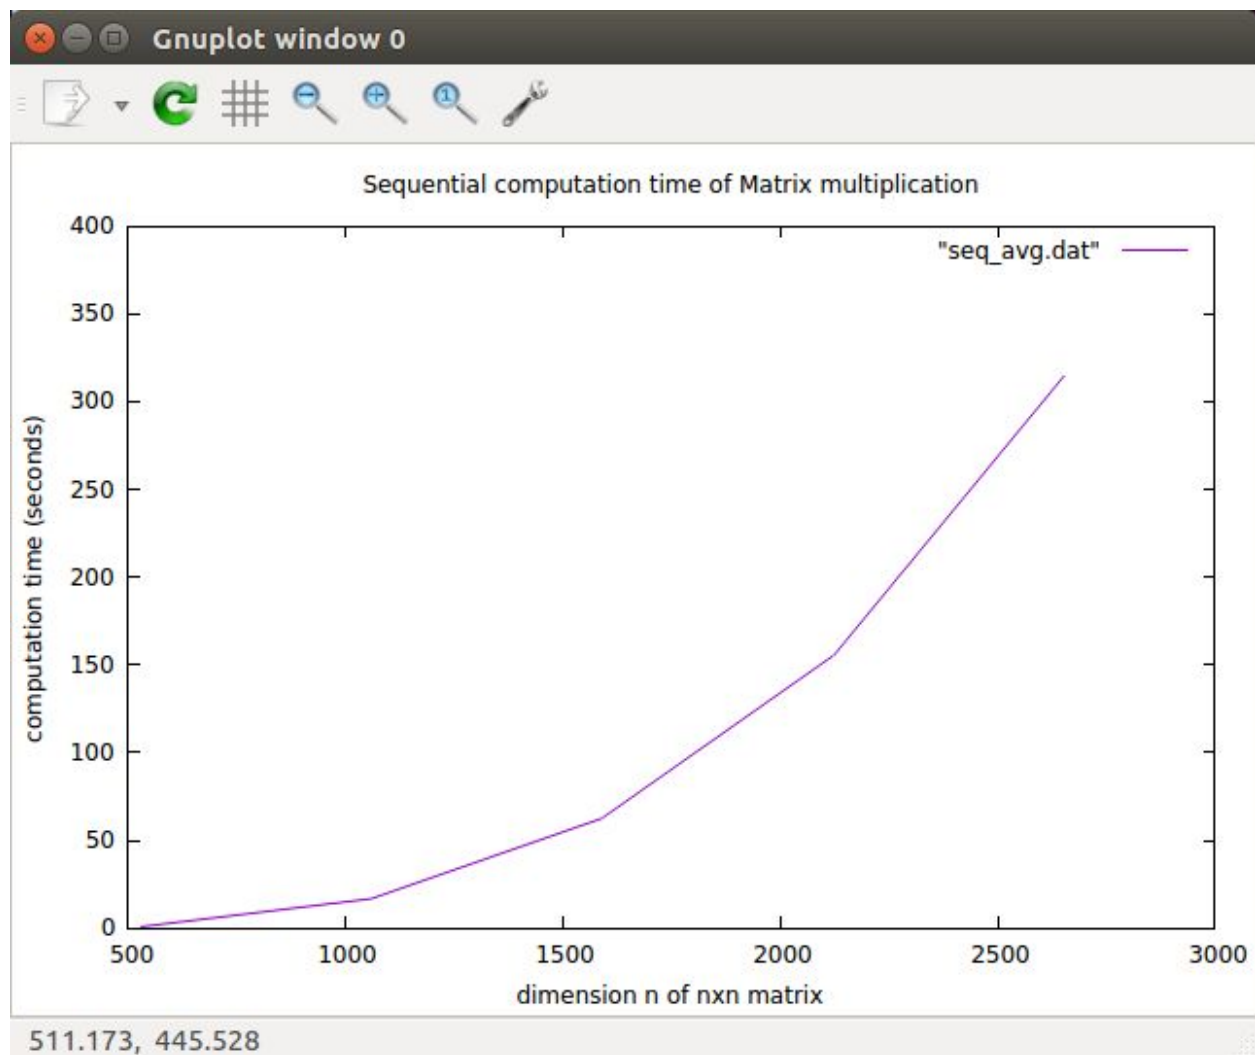 Gnuplot window 0
1
Sequential computation time of Matrix multiplication
400
"seq_avg.dat"
350
300
250
200
150
100
50
0
computation time (seconds)
500 1000 1500 2000 2500 3000
dimension n of nxn matrix
511.173, 445.528